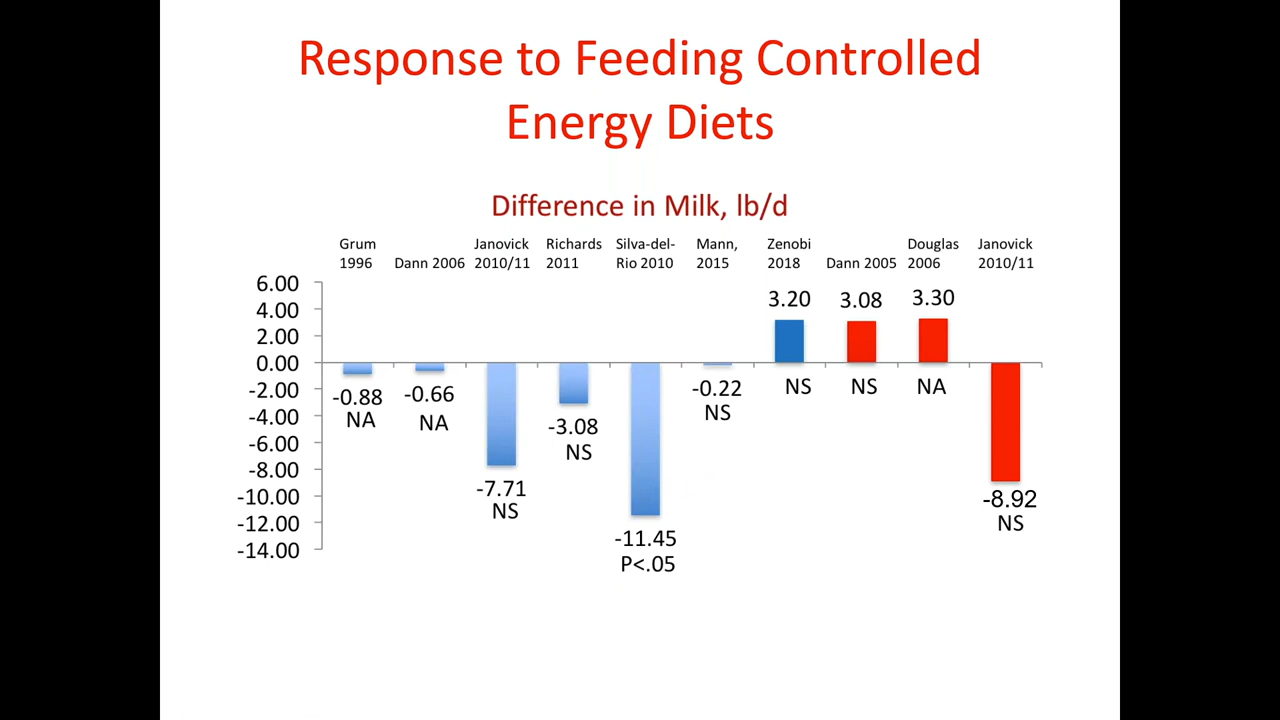 Response to Feeding Controlled
Energy Diets
Difference in Milk, lb/d
Grum
1996
Dann 2006
Janovick
2010/11
Richards
2011
Silva-del-
Rio 2010
Mann,
2015
Zenobi
2018
Dann 2005
Douglas
2006
Janovick
2010/11
6.00
4.00
2.00
0.00
-2.00
-4.00
-6.00
-8.00
-10.00
-12.00
-14.00
-0.88
NA
-0.66
NA
-7.71
NS
-3.08
NS
-11.45
P<.05
-0.22
NS
3.20
NS
3.08
NS
3.30
NA
-8.92
NS